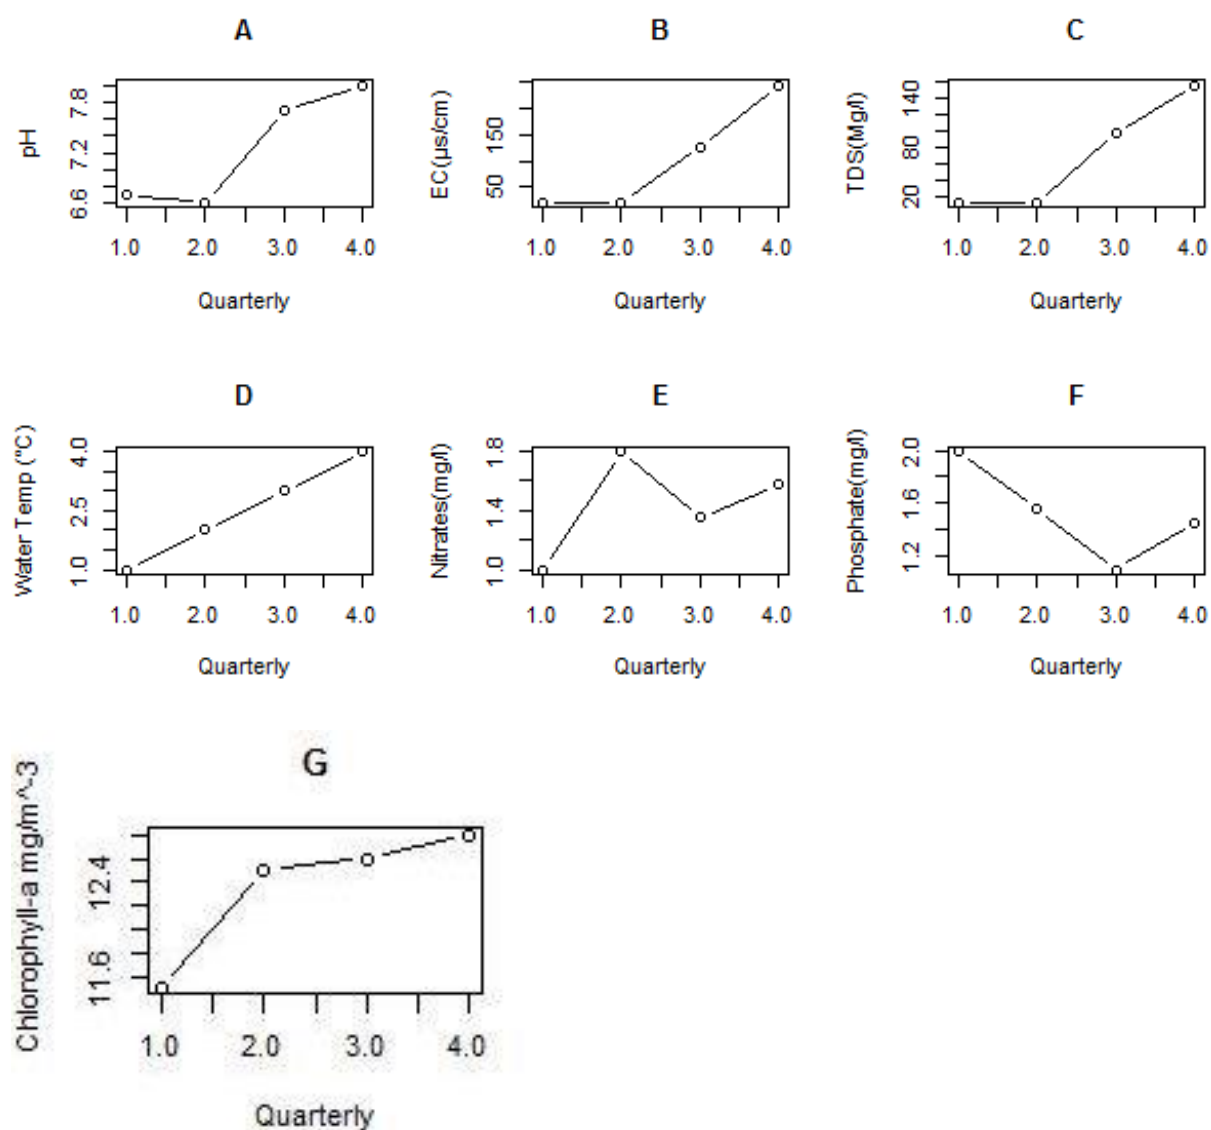 A
B
C
pH
6.6 7.2 7.8
1.0 2.0 3.0 4.0
Quarterly
EC(µs/cm)
50 150
1.0 2.0 3.0 4.0
Quarterly
TDS(Mg/l)
20 80 140
1.0 2.0 3.0 4.0
Quarterly
D
E
F
Water Temp (°C)
1.0 2.5 4.0
1.0 2.0 3.0 4.0
Quarterly
Nitrates(mg/l)
1.0 1.4 1.8
1.0 2.0 3.0 4.0
Quarterly
Phosphate(mg/l)
1.2 1.6 2.0
1.0 2.0 3.0 4.0
Quarterly
G
Chlorophyll-a mg/m^-3
11.6 12.4
1.0 2.0 3.0 4.0
Quarterly